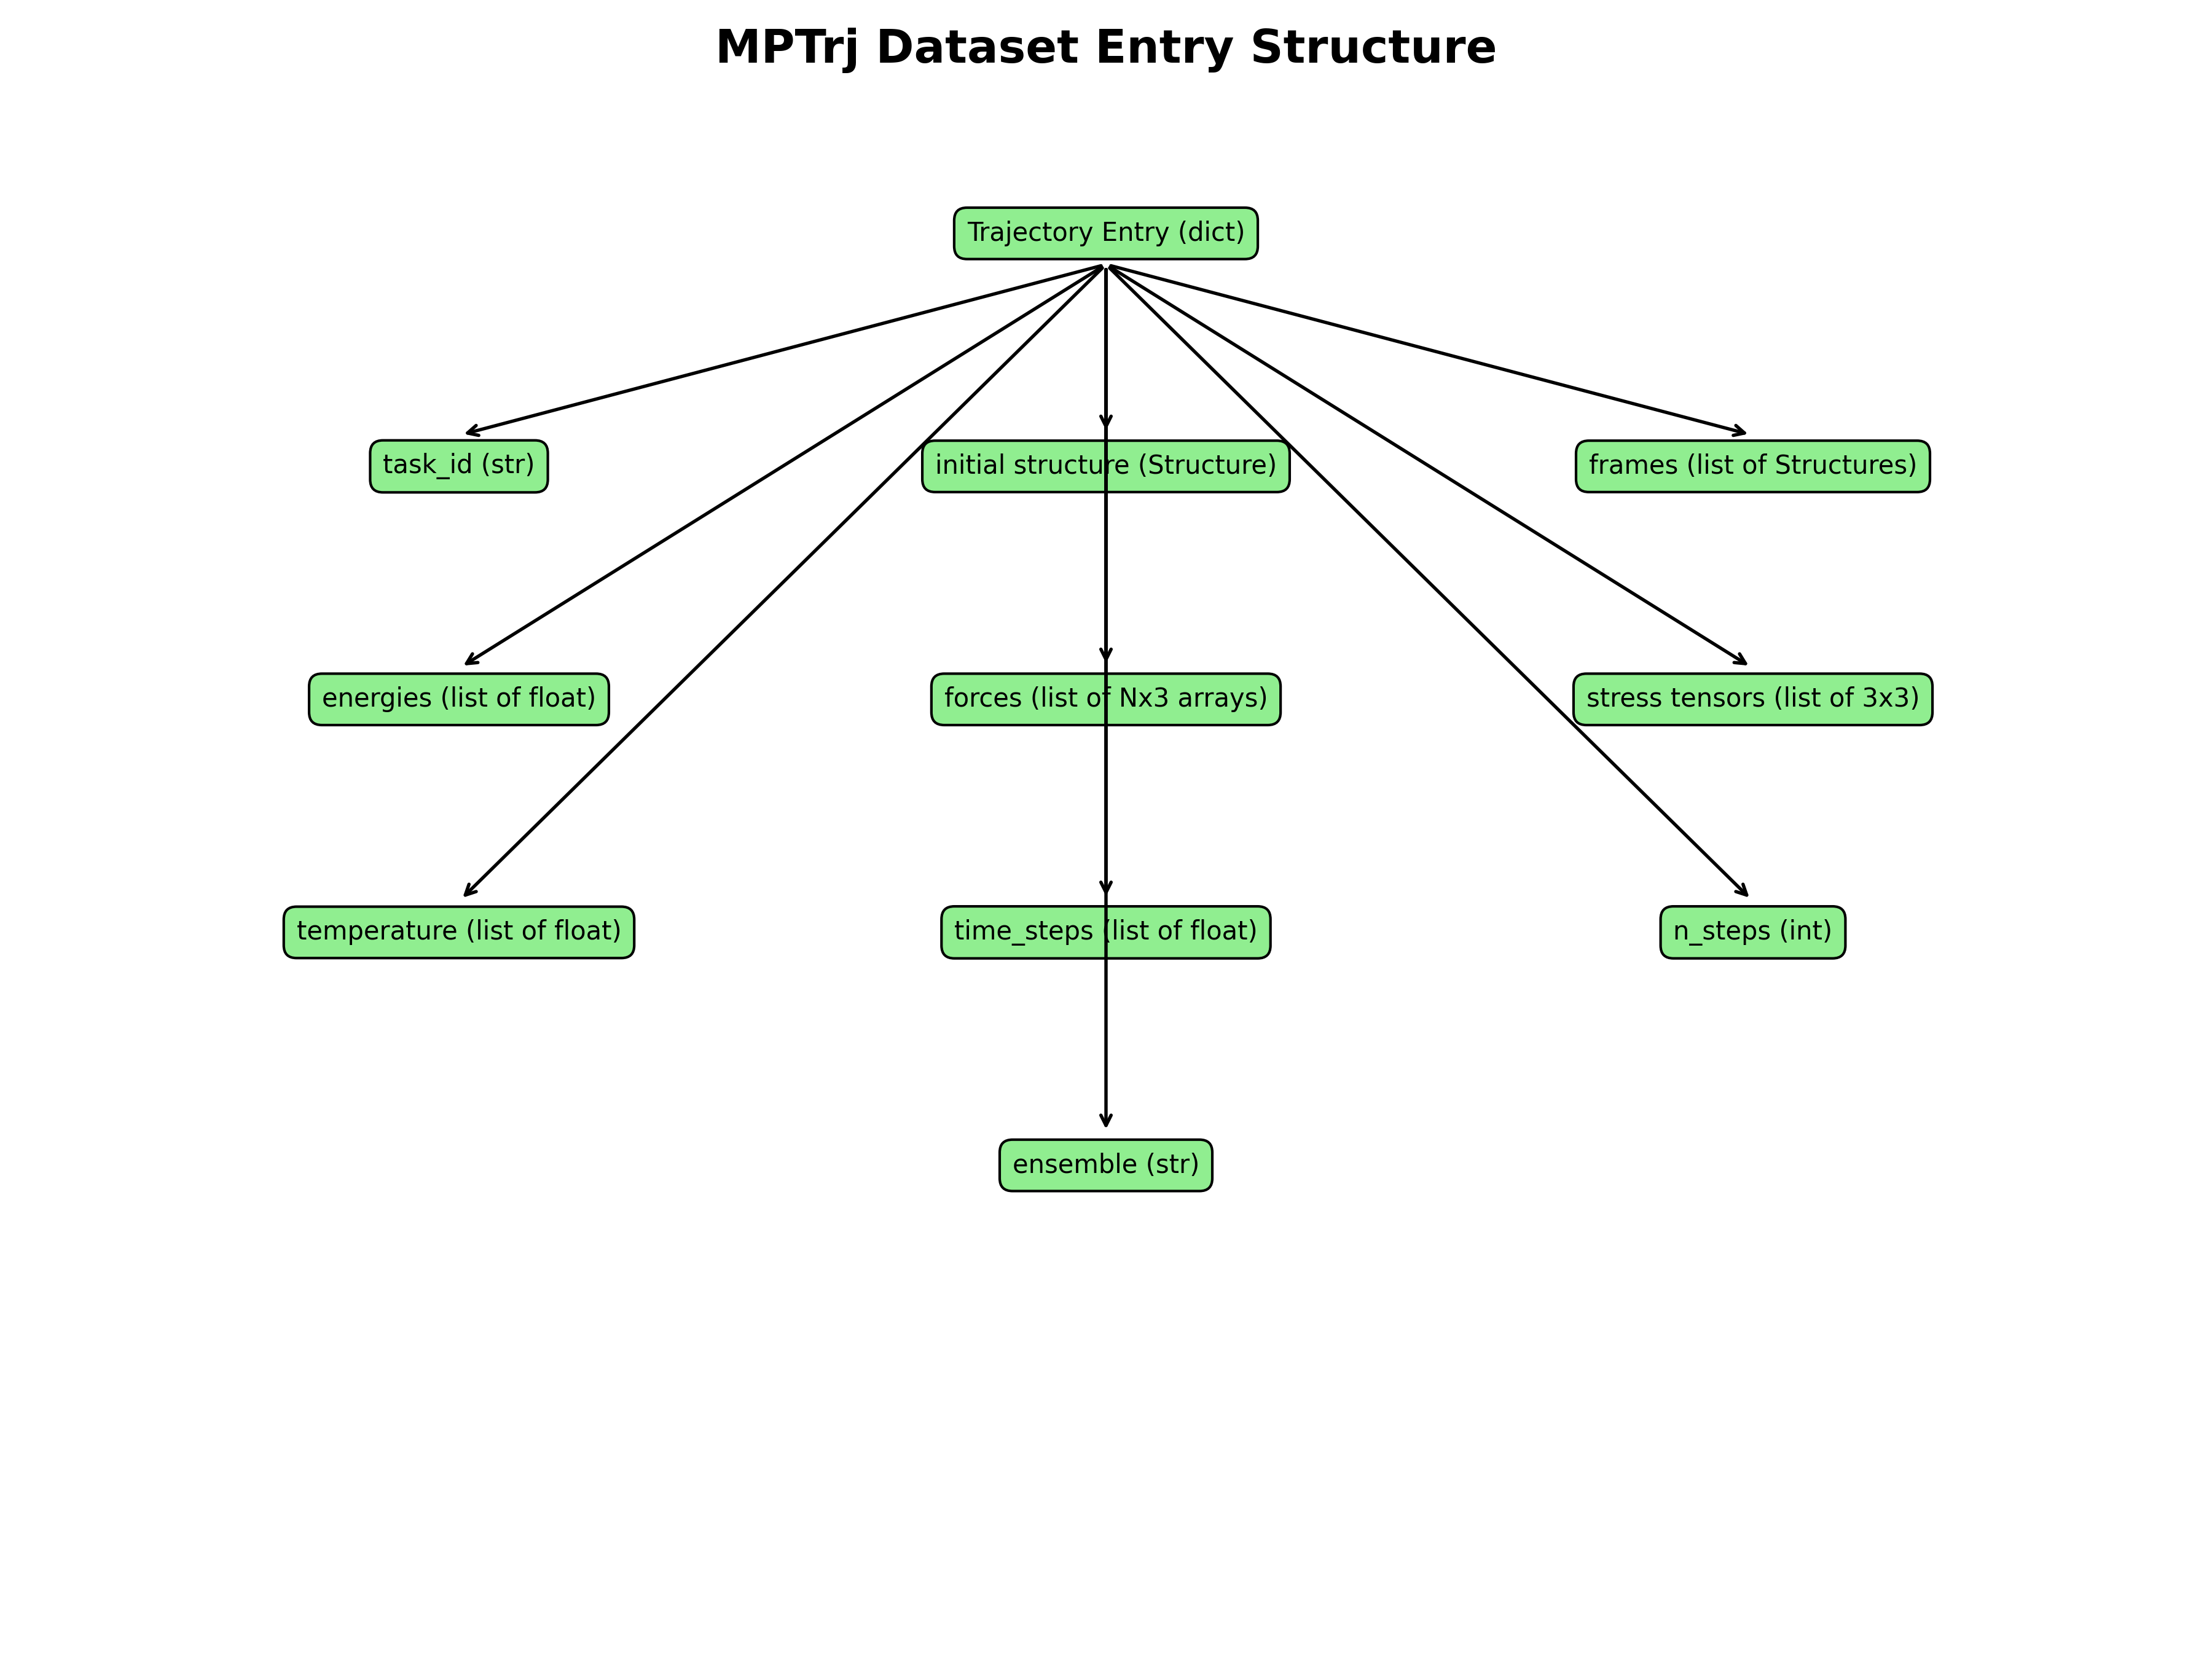 MPTrj Dataset Entry Structure
Trajectory Entry (dict)
task_id (str)
initial structure (Structure)
frames (list of Structures)
energies (list of float)
forces (list of Nx3 arrays)
stress tensors (list of 3x3)
temperature (list of float)
time_steps (list of float)
n_steps (int)
ensemble (str)